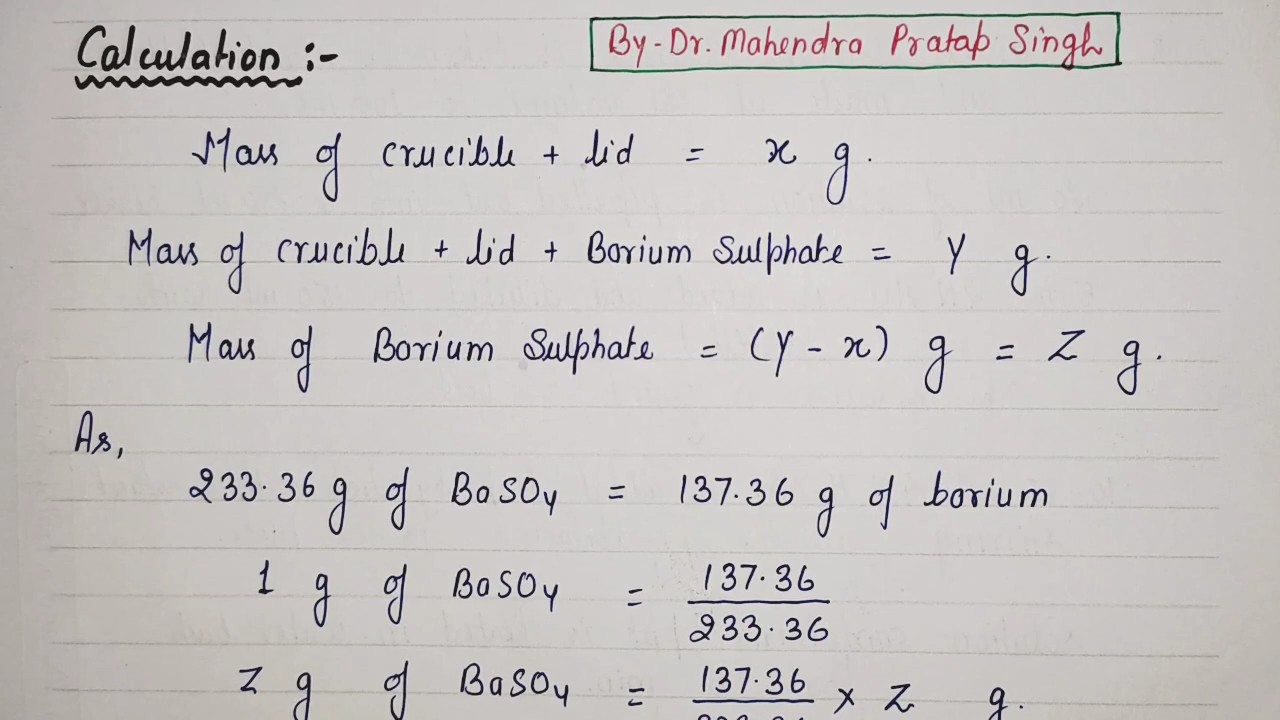 Calculation :-
By - Dr. Mahendra Pratap Singh
Mass of crucible + lid = x g.
Mass of crucible + lid + Barium Sulphate = Y g.
Mass of Barium Sulphate = (Y - x) g = Z g.
As,
233.36 g of BaSO4 = 137.36 g of barium
1 g of BaSO4 = 137.36
233.36
Z g of BaSO4 = 137.36 x Z g.